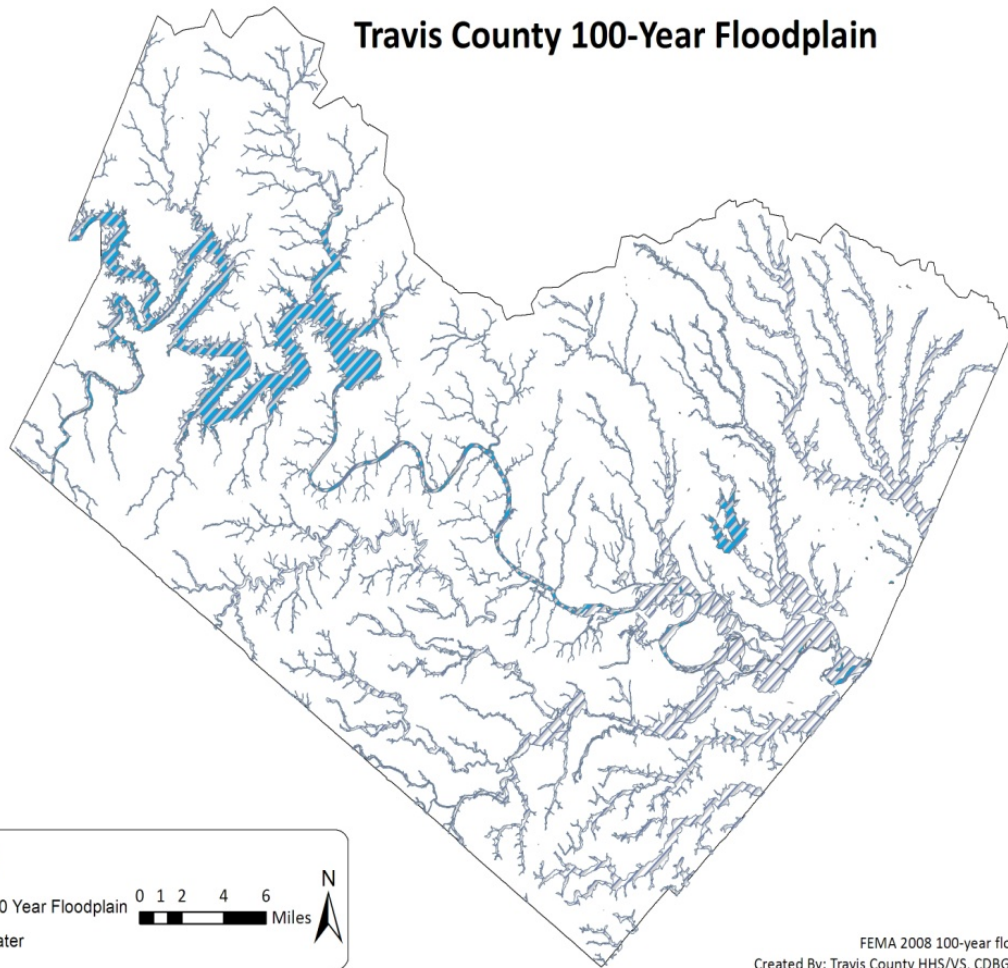 Travis County 100-Year Floodplain
0 Year Floodplain
0 1 2 4 6
Miles
N
ater
FEMA 2008 100-year flo
Created By: Travis County HHS/VS, CDBG